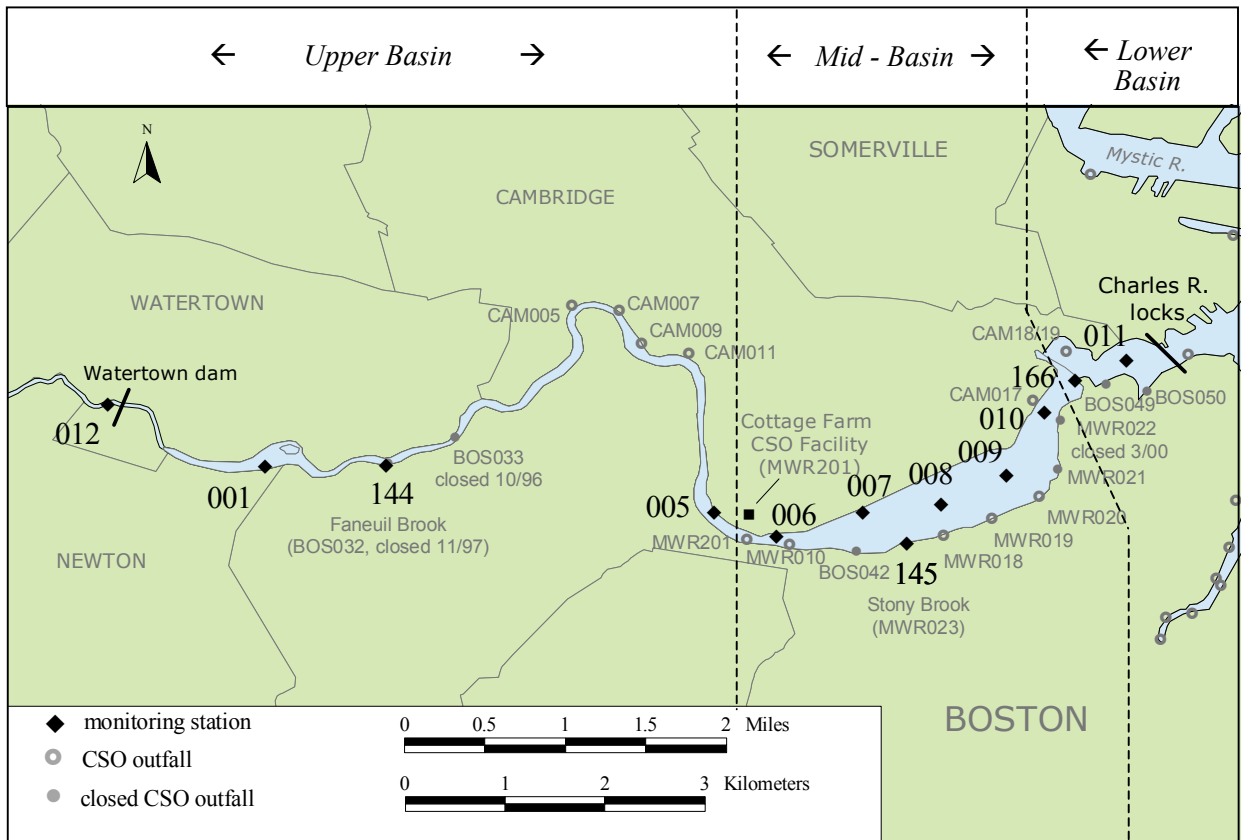 ← Upper Basin →
← Mid - Basin →
← Lower
Basin
N
SOMERVILLE
Mystic R.
CAMBRIDGE
WATERTOWN
CAM005
CAM007
CAM009
CAM011
Charles R.
locks
CAM18/19
011
166
CAM017
010
BOS049
BOS050
MWR022
closed 3/00
Watertown dam
012
Cottage Farm
CSO Facility
(MWR201)
009
008
007
MWR021
BOS033
closed 10/96
001
144
005
006
MWR020
Faneuil Brook
(BOS032, closed 11/97)
MWR201
MWR010
MWR019
MWR018
BOS042
145
NEWTON
Stony Brook
(MWR023)
BOSTON
monitoring station
CSO outfall
closed CSO outfall
0 0.5 1 1.5 2 Miles
0 1 2 3 Kilometers